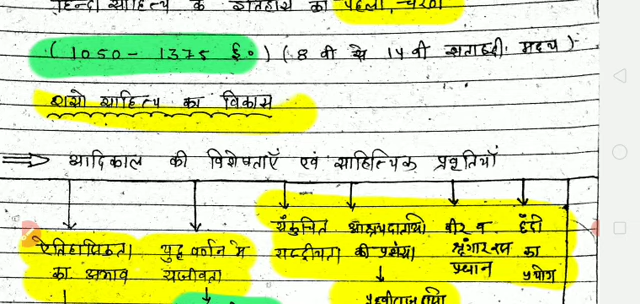 हिन्दी साहित्य के इतिहास का पहला चरण
( 1050 - 1375 ई० ) ( 8 वी से 14 वी शताब्दी मध्य )
रासो साहित्य का विकास
⇒ आदिकाल की विशेषताएँ एवं साहित्यिक प्रवृतियाँ
ऐतिहासिकता का अभाव
युद्ध वर्णन में सजीवता
संकुचित राष्ट्रीयता
आश्रयदाताओ की प्रशंसा
वीर व श्रृंगार रस प्रधान
छंदो का प्रयोग
पृथ्वीराज रासो